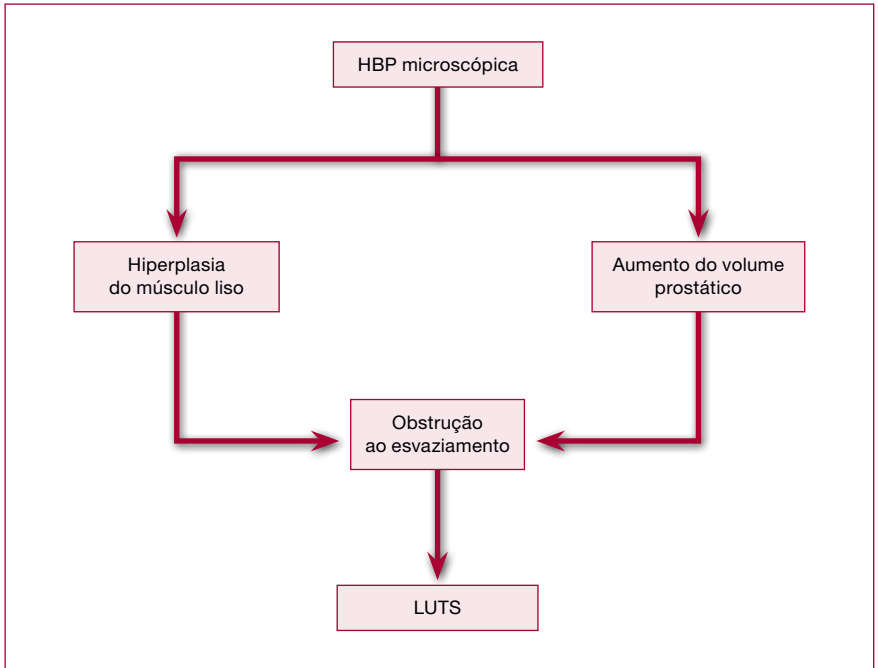 HBP microscópica
Hiperplasia
do músculo liso
Aumento do volume
prostático
Obstrução
ao esvaziamento
LUTS